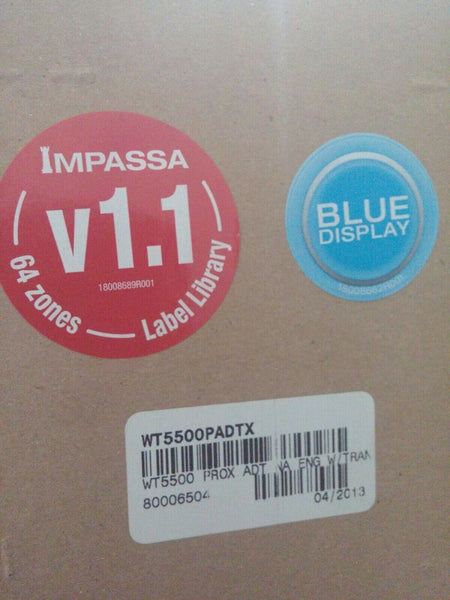 IMPASSA
v1.1
18008689R001
64 zones
Label Library
BLUE
DISPLAY
WT5500PADTX
WT5500 PROX ADT NA ENG W/TRAN
80006504
04/2013